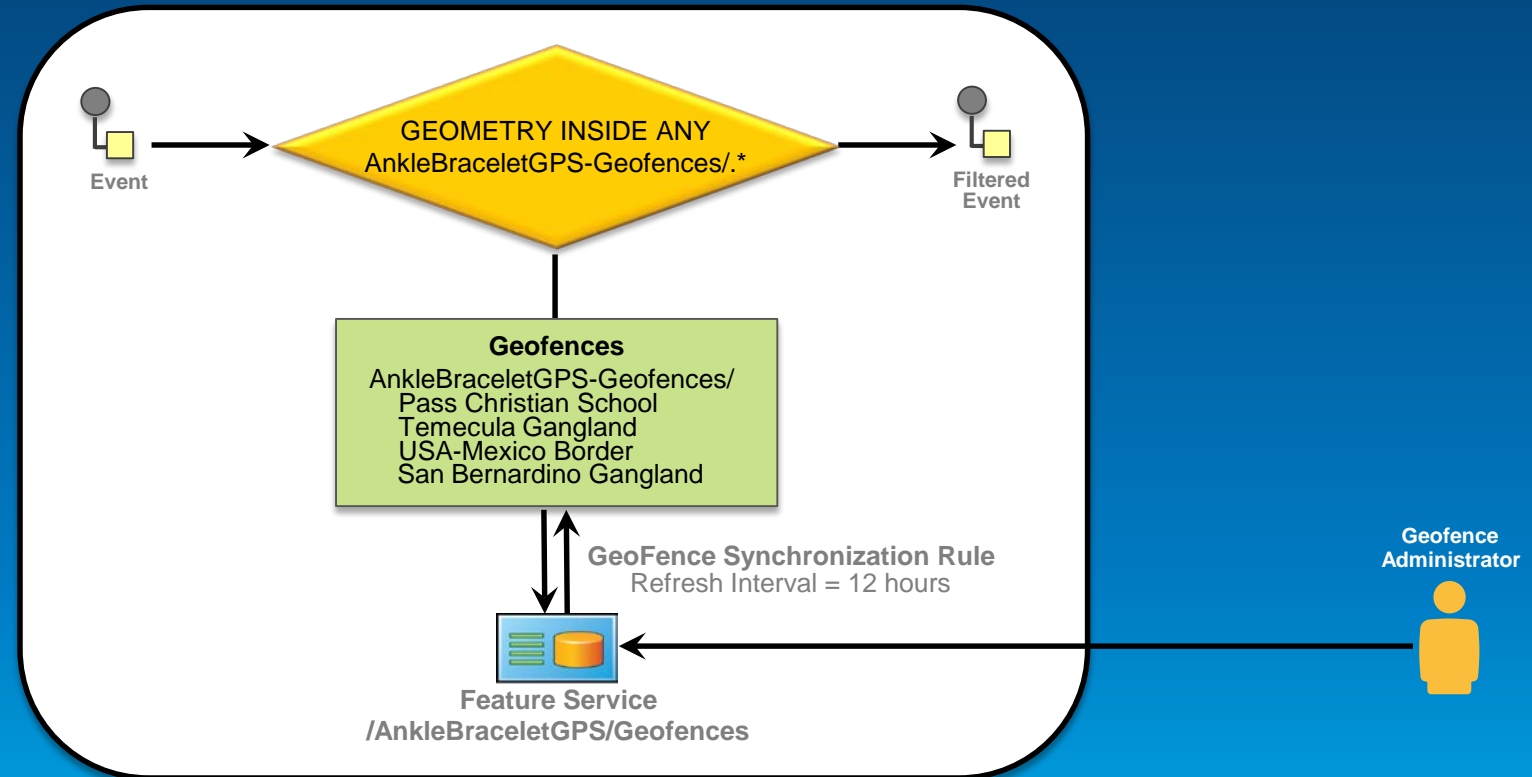 GEOMETRY INSIDE ANY
AnkleBraceletGPS-Geofences/.*
Event
Filtered
Event
Geofences
AnkleBraceletGPS-Geofences/
Pass Christian School
Temecula Gangland
USA-Mexico Border
San Bernardino Gangland
GeoFence Synchronization Rule
Refresh Interval = 12 hours
Geofence
Administrator
Feature Service
/AnkleBraceletGPS/Geofences